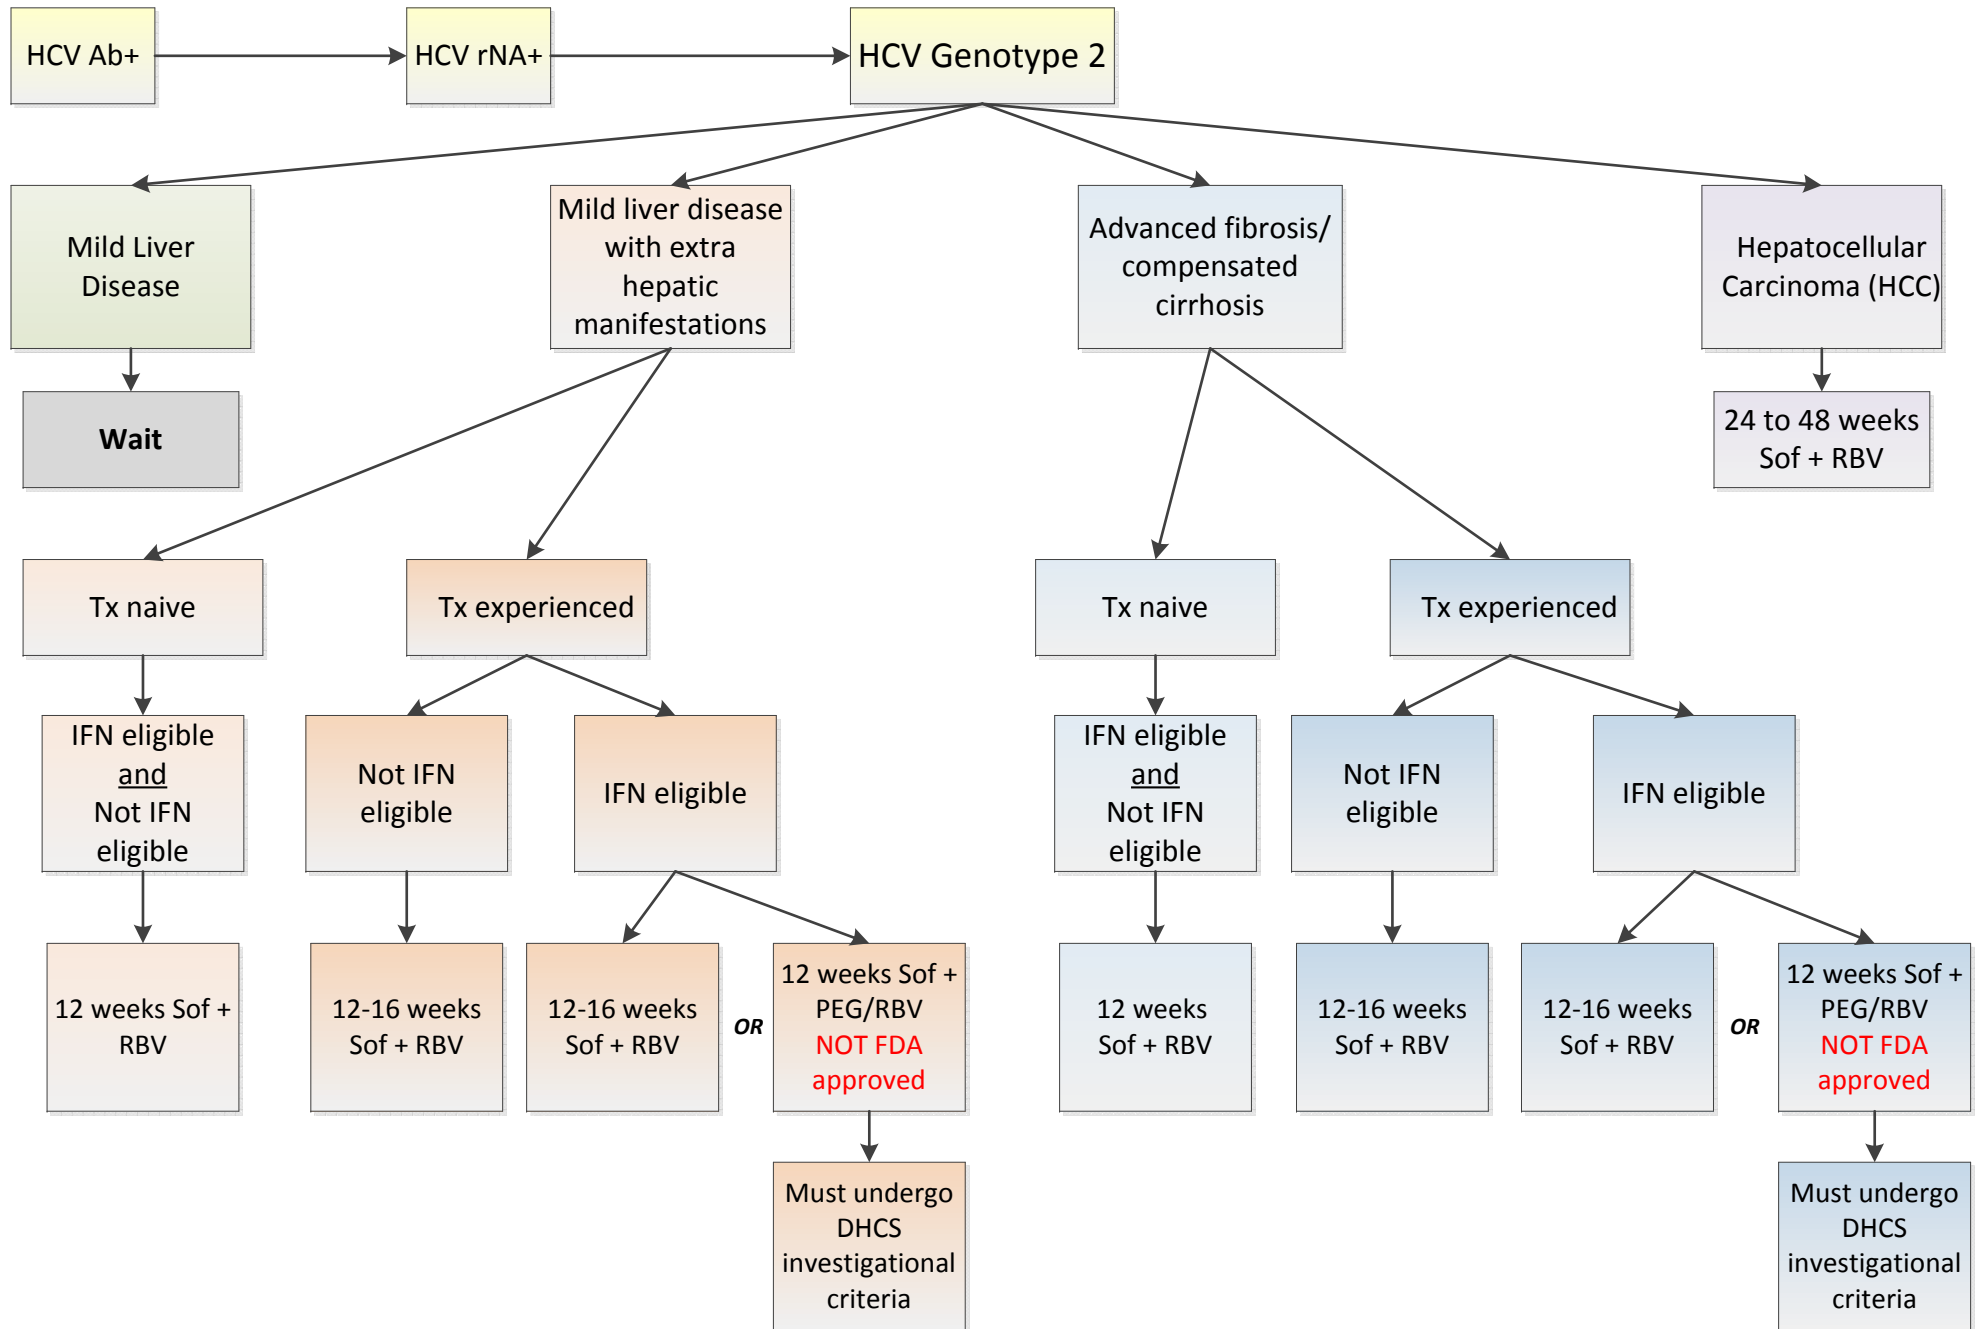 HCV Ab+
HCV rNA+
HCV Genotype 2
Mild Liver
Disease
Mild liver disease
with extra
hepatic
manifestations
Advanced fibrosis/
compensated
cirrhosis
Hepatocellular
Carcinoma (HCC)
Wait
24 to 48 weeks
Sof + RBV
Tx naive
Tx experienced
Tx naive
Tx experienced
IFN eligible
and
Not IFN
eligible
Not IFN
eligible
IFN eligible
IFN eligible
and
Not IFN
eligible
Not IFN
eligible
IFN eligible
12 weeks Sof +
RBV
12-16 weeks
Sof + RBV
12-16 weeks
Sof + RBV
OR
12 weeks Sof +
PEG/RBV
NOT FDA
approved
12 weeks
Sof + RBV
12-16 weeks
Sof + RBV
12-16 weeks
Sof + RBV
OR
12 weeks Sof +
PEG/RBV
NOT FDA
approved
Must undergo
DHCS
investigational
criteria
Must undergo
DHCS
investigational
criteria